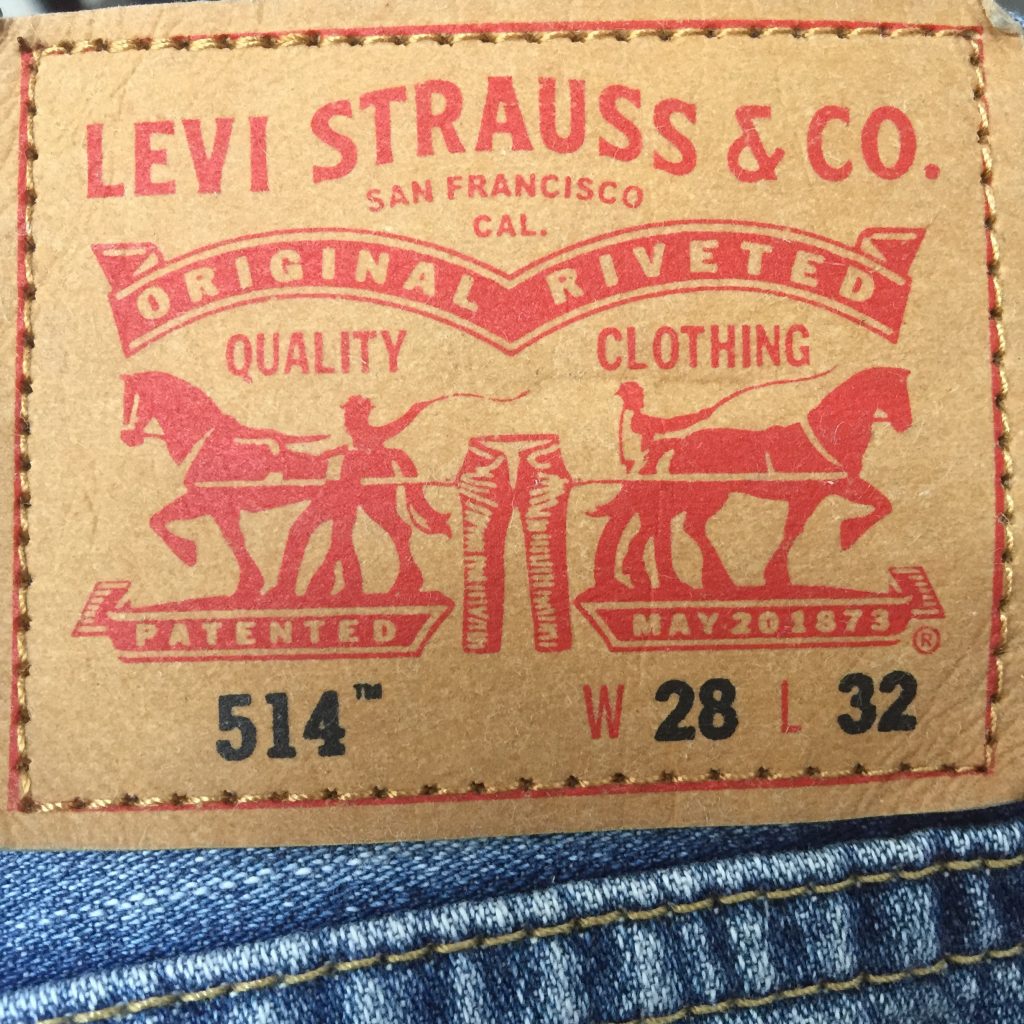 LEVI STRAUSS & CO.
SAN FRANCISCO
CAL.
ORIGINAL RIVETED
QUALITY CLOTHING
PATENTED MAY 20 1873 ®
514™ W 28 L 32